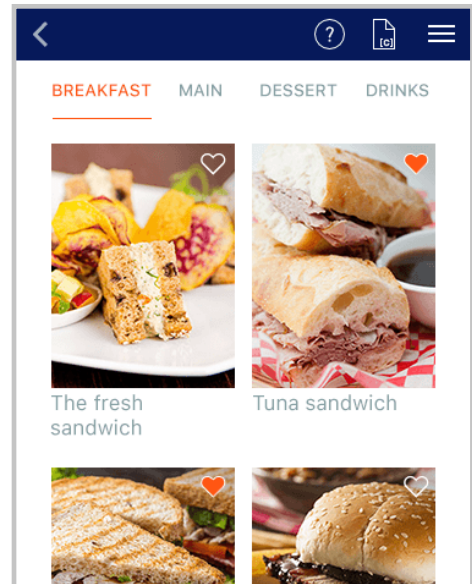 ?
[c]
BREAKFAST MAIN DESSERT DRINKS
The fresh
sandwich
Tuna sandwich